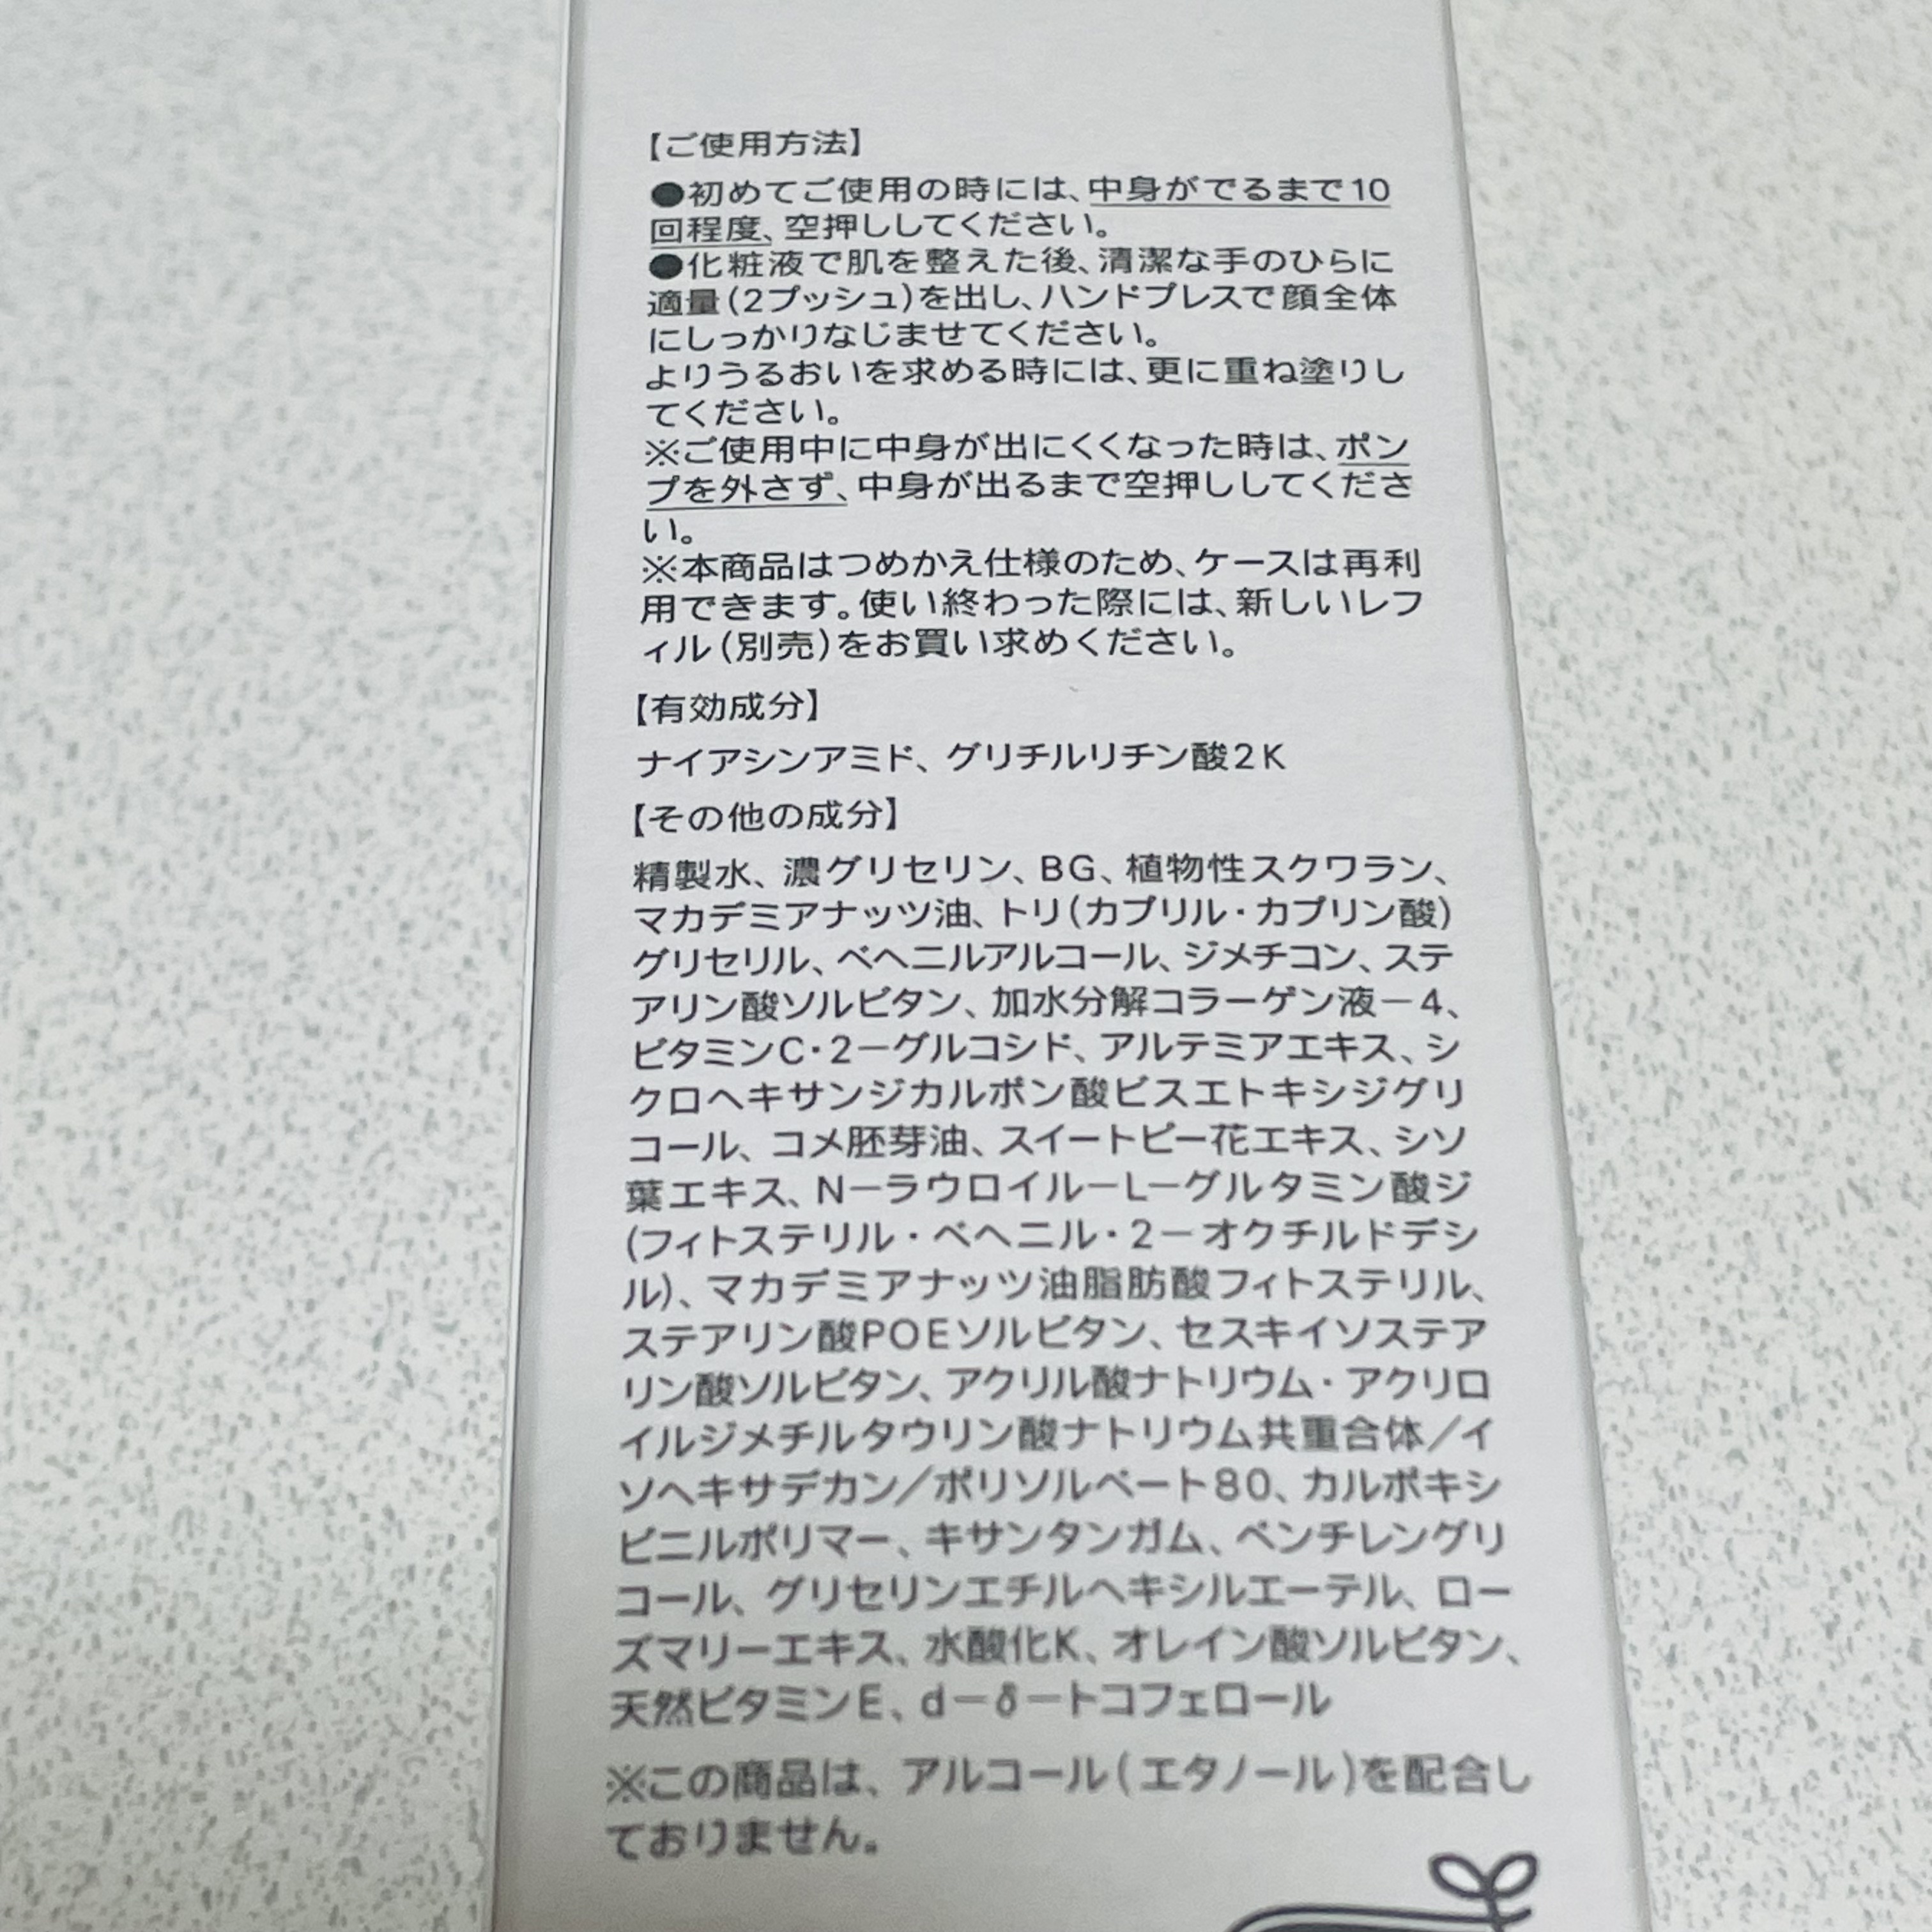 【ご使用方法】
●初めてご使用の時には、中身がでるまで10
回程度、空押ししてください。
●化粧液で肌を整えた後、清潔な手のひらに
適量(2プッシュ)を出し、ハンドプレスで顔全体
にしっかりなじませてください。
よりうるおいを求める時には、更に重ね塗りし
てください。
※ご使用中に中身が出にくくなった時は、ポン
プを外さず、中身が出るまで空押ししてくださ
い。
※本商品はつめかえ仕様のため、ケースは再利
用できます。使い終わった際には、新しいレフ
ィル(別売)をお買い求めください。
【有効成分】
ナイアシンアミド、グリチルリチン酸2K
【その他の成分】
精製水、濃グリセリン、BG、植物性スクワラン、
マカデミアナッツ油、トリ(カプリル・カプリン酸)
グリセリル、ベヘニルアルコール、ジメチコン、ステ
アリン酸ソルビタン、加水分解コラーゲン液－4、
ビタミンC・2－グルコシド、アルテミアエキス、シ
クロヘキサンジカルボン酸ビスエトキシジグリ
コール、コメ胚芽油、スイートピー花エキス、シソ
葉エキス、N－ラウロイル－L－グルタミン酸ジ
(フィトステリル・ベヘニル・2－オクチルドデシ
ル)、マカデミアナッツ油脂肪酸フィトステリル、
ステアリン酸POEソルビタン、セスキイソステア
リン酸ソルビタン、アクリル酸ナトリウム・アクリロ
イルジメチルタウリン酸ナトリウム共重合体／イ
ソヘキサデカン／ポリソルベート80、カルボキシ
ビニルポリマー、キサンタンガム、ペンチレングリ
コール、グリセリンエチルヘキシルエーテル、ロー
ズマリーエキス、水酸化K、オレイン酸ソルビタン、
天然ビタミンE、d－δ－トコフェロール
※この商品は、アルコール(エタノール)を配合し
ておりません。